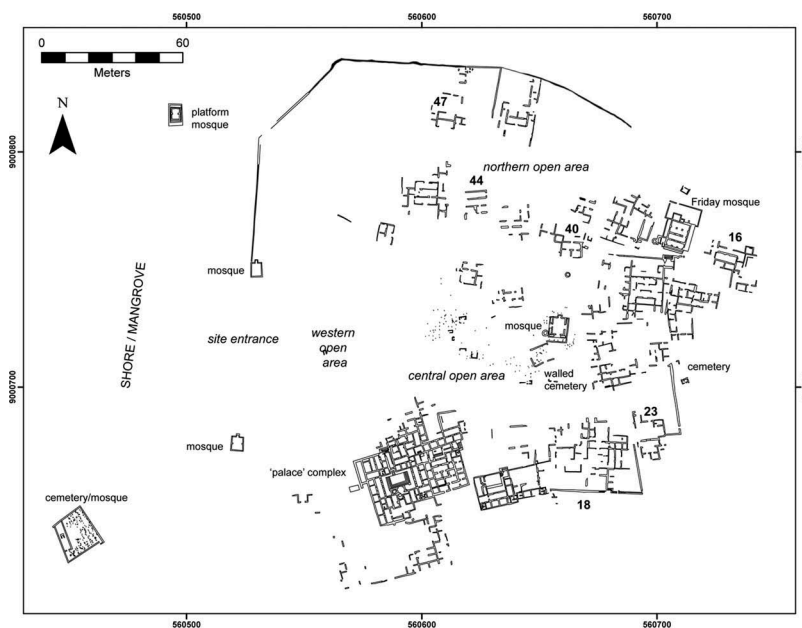 560500
560600
560700
0
60
Meters
N
platform
mosque
47
9000800
northern open area
44
Friday mosque
40
16
mosque
SHORE / MANGROVE
site entrance
western
open
area
mosque
central open area
walled
cemetery
cemetery
9000700
23
mosque
'palace' complex
18
cemetery/mosque
560500
560600
560700